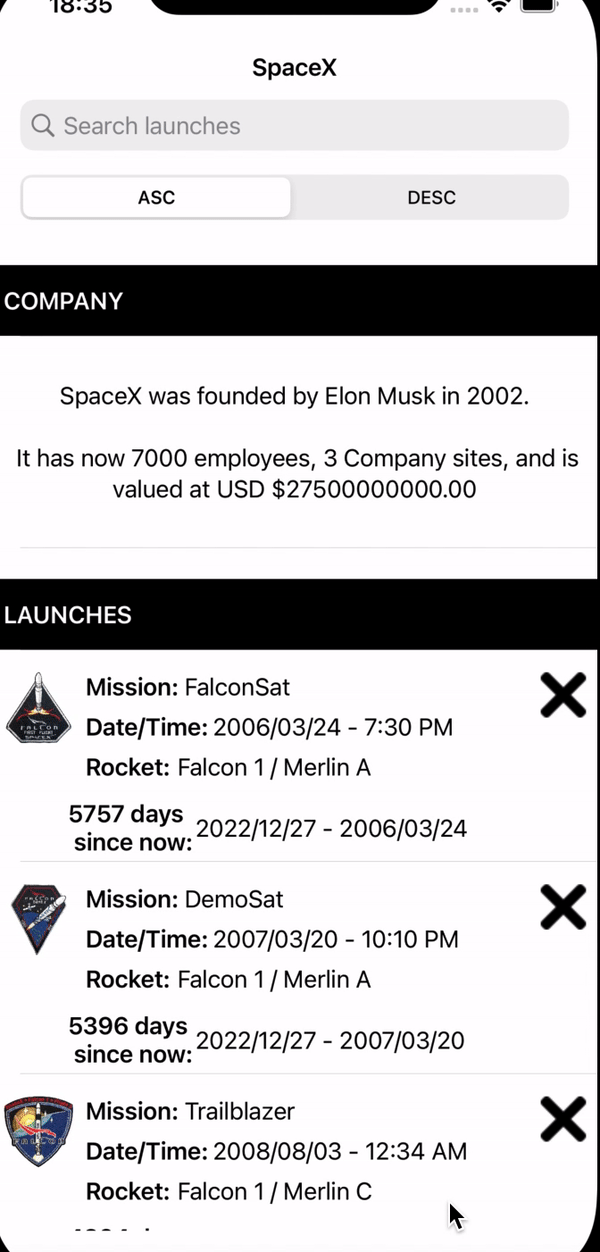 18:35
SpaceX
Search launches
ASC DESC
COMPANY
SpaceX was founded by Elon Musk in 2002.
It has now 7000 employees, 3 Company sites, and is
valued at USD $27500000000.00
LAUNCHES
Mission: FalconSat
Date/Time: 2006/03/24 - 7:30 PM
Rocket: Falcon 1 / Merlin A
5757 days
since now: 2022/12/27 - 2006/03/24
Mission: DemoSat
Date/Time: 2007/03/20 - 10:10 PM
Rocket: Falcon 1 / Merlin A
5396 days
since now: 2022/12/27 - 2007/03/20
Mission: Trailblazer
Date/Time: 2008/08/03 - 12:34 AM
Rocket: Falcon 1 / Merlin C